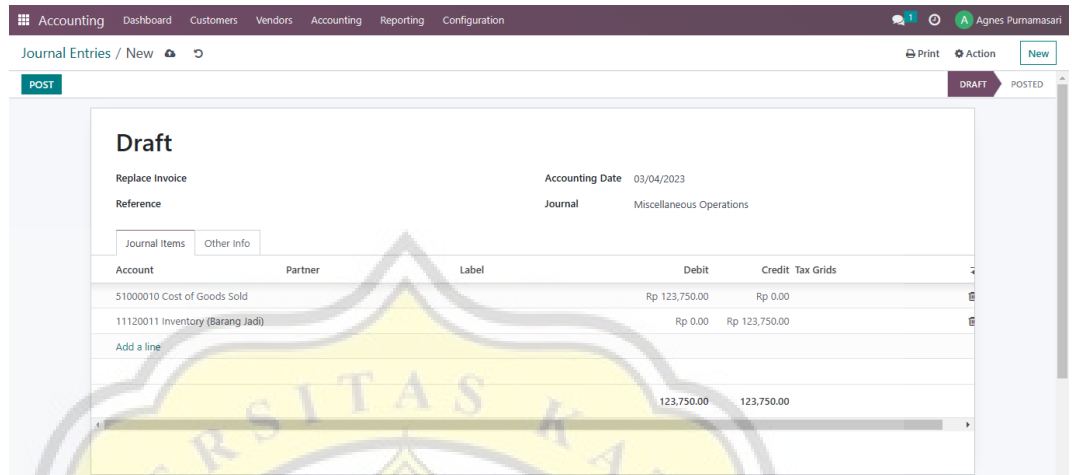 Accounting Dashboard Customers Vendors Accounting Reporting Configuration 1 A Agnes Purnamasari
Journal Entries / New Print Action New
POST DRAFT POSTED
Draft
Replace Invoice Accounting Date 03/04/2023
Reference Journal Miscellaneous Operations
Journal Items Other Info
Account Partner Label Debit Credit Tax Grids
51000010 Cost of Goods Sold Rp 123,750.00 Rp 0.00
11120011 Inventory (Barang Jadi) Rp 0.00 Rp 123,750.00
Add a line
123,750.00 123,750.00